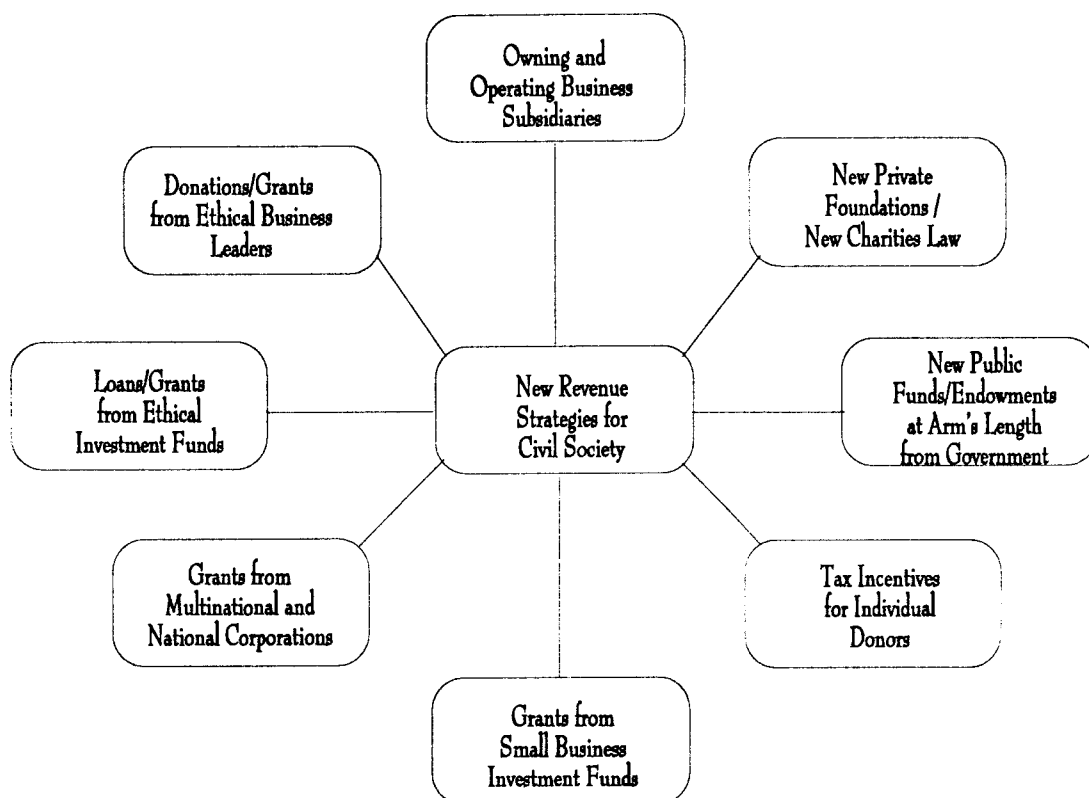 Owning and
Operating Business
Subsidiaries
Donations/Grants
from Ethical Business
Leaders
New Private
Foundations /
New Charities Law
Loans/Grants
from Ethical
Investment Funds
New Revenue
Strategies for
Civil Society
New Public
Funds/Endowments
at Arm's Length
from Government
Grants from
Multinational and
National Corporations
Tax Incentives
for Individual
Donors
Grants from
Small Business
Investment Funds